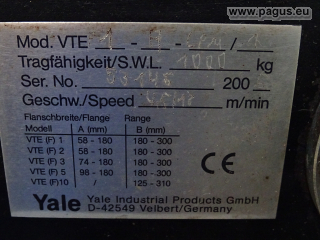 www.pagus.eu
Mod. VTE
Tragfähigkeit/S.W.L. 1000 kg
Ser. No. 200
Geschw./Speed m/min
Flanschbreite/Flange Range
Modell A (mm) B (mm)
VTE (F) 1 58 - 180 180 - 300
VTE (F) 2 58 - 180 180 - 300
VTE (F) 3 74 - 180 180 - 300
VTE (F) 5 98 - 180 180 - 300
VTE (F)10 / 125 - 310
CE
Yale Yale Industrial Products GmbH
D-42549 Velbert/Germany